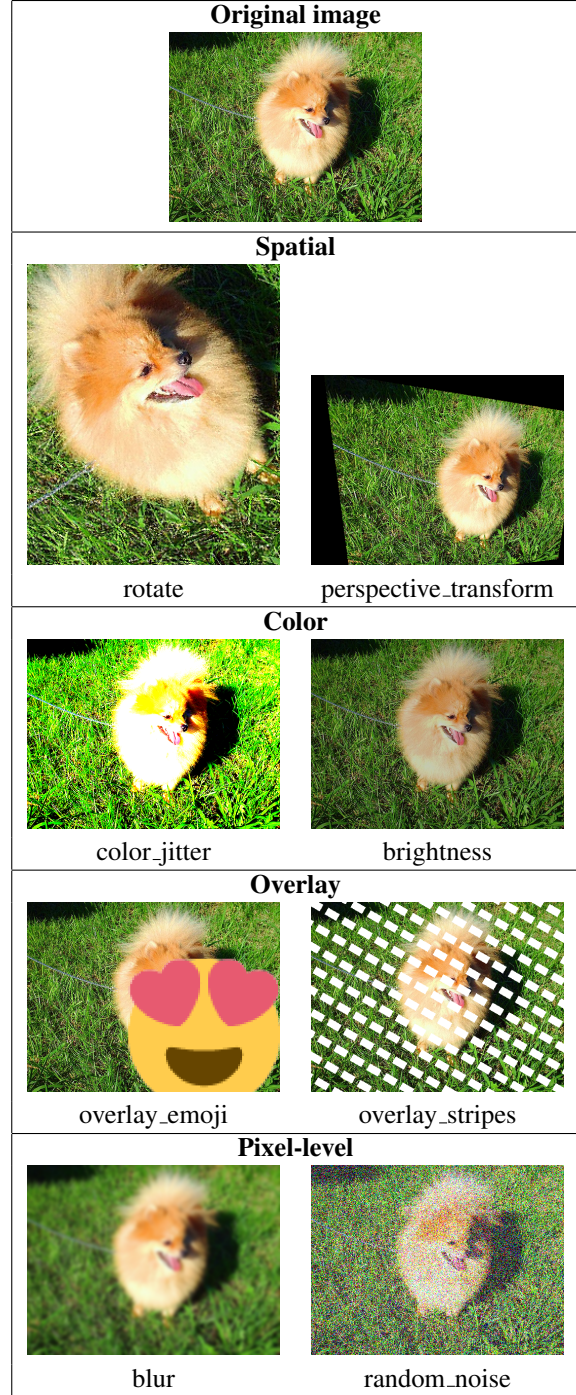 Original image
Spatial
rotate
perspective_transform
Color
color_jitter
brightness
Overlay
overlay_emoji
overlay_stripes
Pixel-level
blur
random_noise